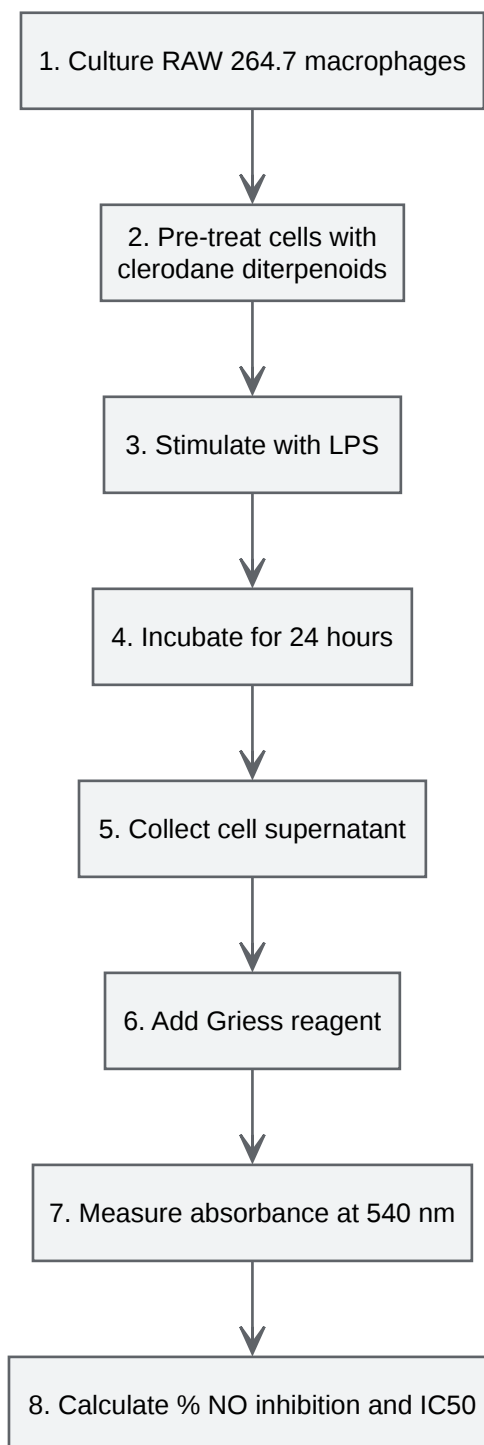 1. Culture RAW 264.7 macrophages
2. Pre-treat cells with
clerodane diterpenoids
3. Stimulate with LPS
4. Incubate for 24 hours
5. Collect cell supernatant
6. Add Griess reagent
7. Measure absorbance at 540 nm
8. Calculate % NO inhibition and IC50